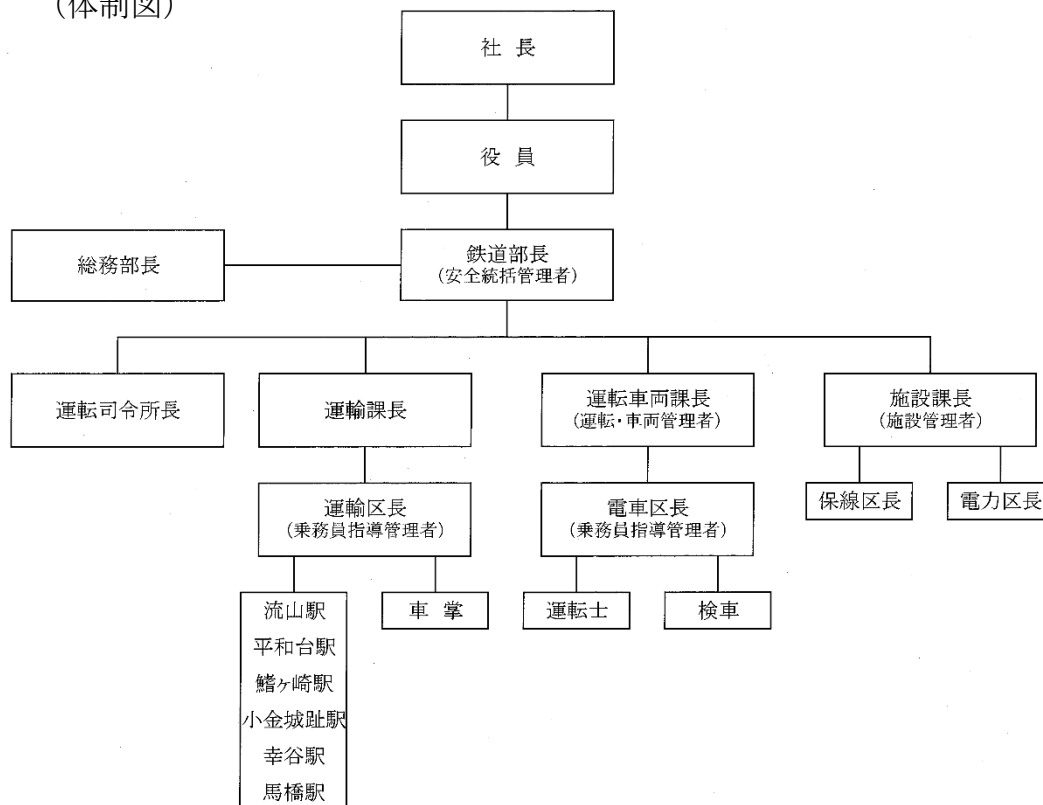 (体制図)
社 長
役 員
総務部長
鉄道部長
(安全統括管理者)
運転司令所長
運輸課長
運転車両課長
(運転・車両管理者)
施設課長
(施設管理者)
運輸区長
(乗務員指導管理者)
電車区長
(乗務員指導管理者)
保線区長
電力区長
流山駅
平和台駅
鰭ヶ崎駅
小金城趾駅
幸谷駅
馬橋駅
車 掌
運転士
検車